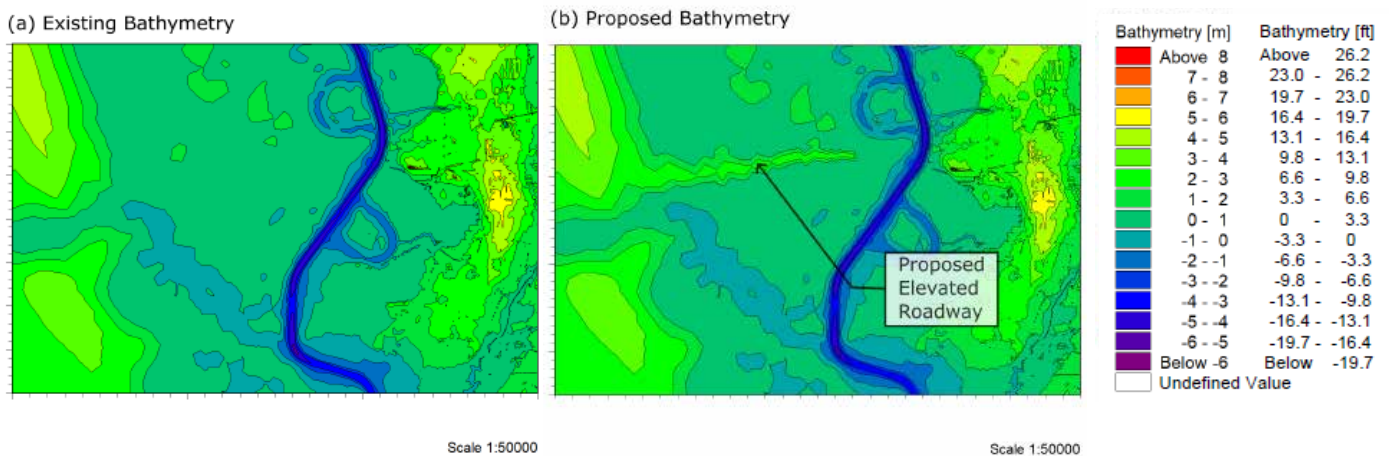 (a) Existing Bathymetry
(b) Proposed Bathymetry
Proposed
Elevated
Roadway
Scale 1:50000
Scale 1:50000
Bathymetry [m] Bathymetry [ft]
Above 8 Above 26.2
7 - 8 23.0 - 26.2
6 - 7 19.7 - 23.0
5 - 6 16.4 - 19.7
4 - 5 13.1 - 16.4
3 - 4 9.8 - 13.1
2 - 3 6.6 - 9.8
1 - 2 3.3 - 6.6
0 - 1 0 - 3.3
-1 - 0 -3.3 - 0
-2 - -1 -6.6 - -3.3
-3 - -2 -9.8 - -6.6
-4 - -3 -13.1 - -9.8
-5 - -4 -16.4 - -13.1
-6 - -5 -19.7 - -16.4
Below -6 Below -19.7
Undefined Value